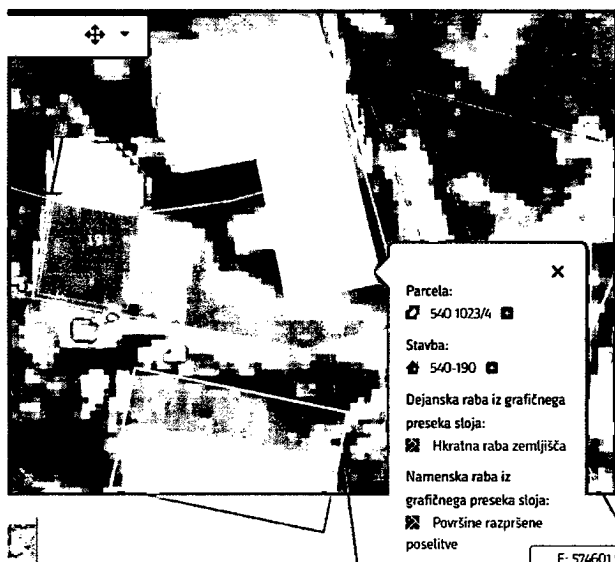 Parcela:
540 1023/4
Stavba:
540-190
Dejanska raba iz grafičnega
preseka sloja:
Hkratna raba zemljišča
Namenska raba iz
grafičnega preseka sloja:
Površine razpršene
poselitve
E: 574601